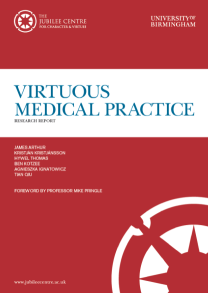 THE
JUBILEE CENTRE
FOR CHARACTER & VIRTUES
UNIVERSITY OF
BIRMINGHAM
VIRTUOUS
MEDICAL PRACTICE
RESEARCH REPORT
JAMES ARTHUR
KRISTJÁN KRISTJÁNSSON
HYWEL THOMAS
BEN KOTZEE
AGNIESZKA IGNATOWICZ
TIAN QIU
FOREWORD BY PROFESSOR MIKE PRINGLE
www.jubileecentre.ac.uk